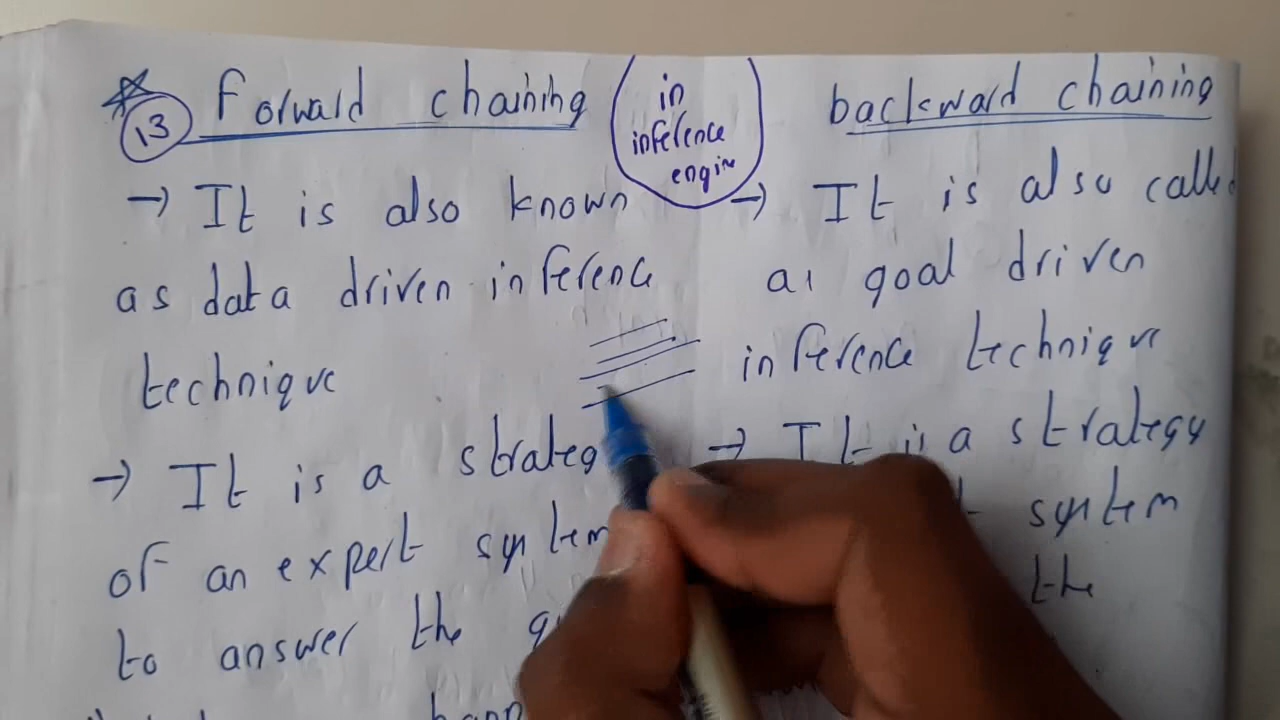 13 Forward chaining
in
inference
engin
backward chaining
→ It is also known
as data driven inference
technique
→ It is a strateg
of an expert system
to answer the
→ It is also called
as goal driven
inference technique
→ It is a strategy
system
the